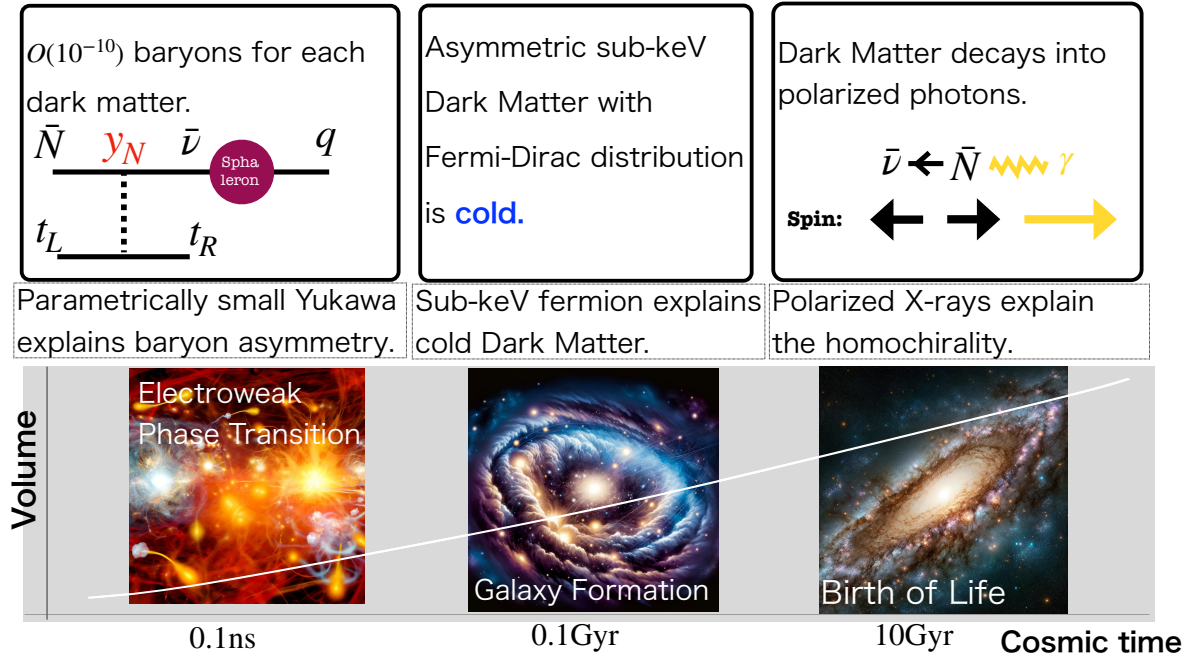 O(10⁻¹⁰) baryons for each
dark matter.
N̄ y_N ν̄ Spha
leron q
t_L t_R
Asymmetric sub-keV
Dark Matter with
Fermi-Dirac distribution
is cold.
Dark Matter decays into
polarized photons.
ν̄ N̄ γ
Spin:
Parametrically small Yukawa
explains baryon asymmetry.
Sub-keV fermion explains
cold Dark Matter.
Polarized X-rays explain
the homochirality.
Volume
Electroweak
Phase Transition
Galaxy Formation
Birth of Life
0.1ns
0.1Gyr
10Gyr
Cosmic time